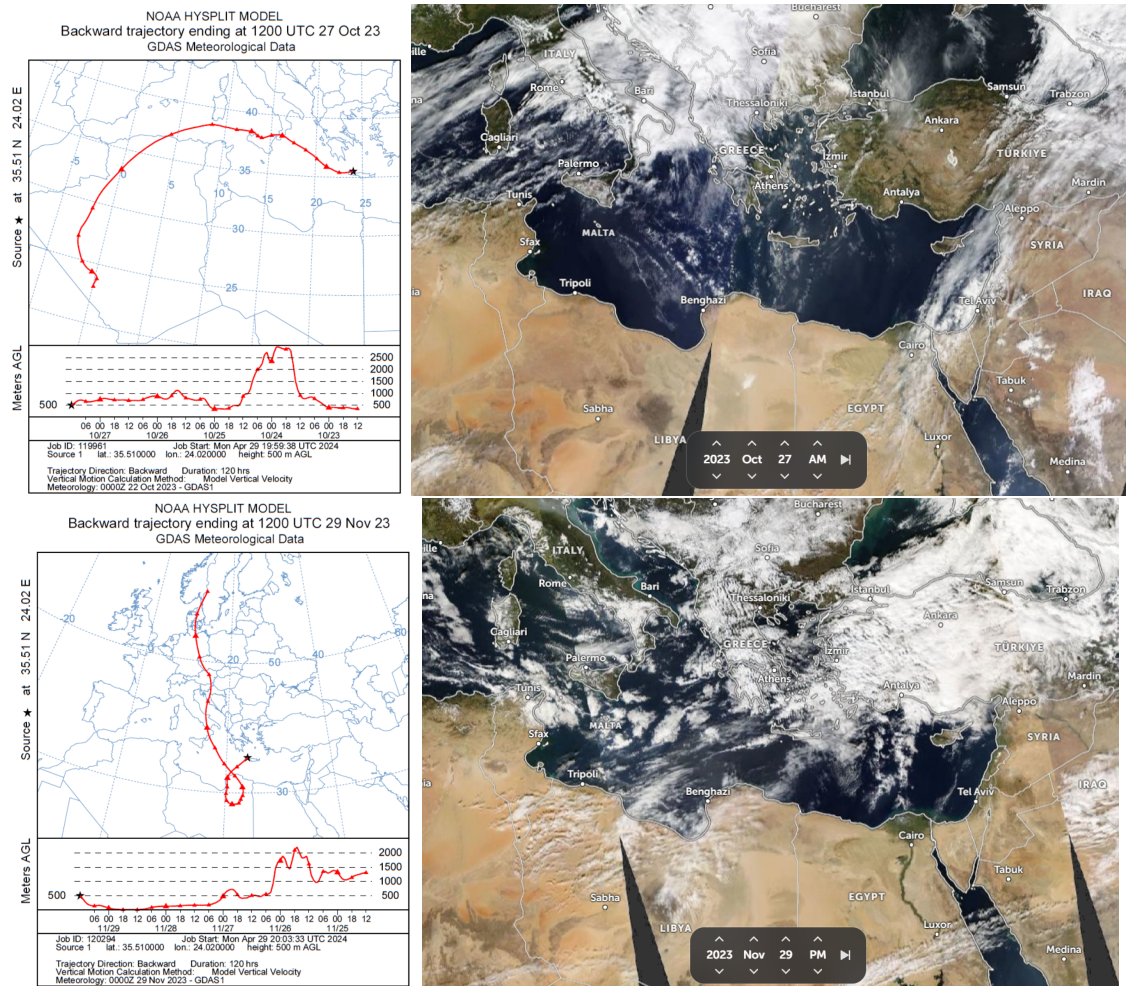 NOAA HYSPLIT MODEL
Backward trajectory ending at 1200 UTC 27 Oct 23
GDAS Meteorological Data
Source ★ at 35.51 N 24.02 E
40
35
30
25
-5
0
5
10
15
20
25
Meters AGL
2500
2000
1500
1000
500
500
06 00 18 12 06 00 18 12 06 00 18 12 06 00 18 12 06 00 18 12
10/27 10/26 10/25 10/24 10/23
Job ID: 119961 Job Start: Mon Apr 29 19:59:38 UTC 2024
Source 1 lat.: 35.510000 lon.: 24.020000 height: 500 m AGL
Trajectory Direction: Backward Duration: 120 hrs
Vertical Motion Calculation Method: Model Vertical Velocity
Meteorology: 0000Z 22 Oct 2023 - GDAS1
Bucharest
ille
ITALY
Sofia
Rome
Bari
Samsun
Trabzon
na
Thessaloniki
Istanbul
Ankara
Cagliari
GREECE
TÜRKIYE
Palermo
Izmir
Athens
Mardin
Tunis
Antalya
Aleppo
MALTA
Sfax
SYRIA
Tripoli
Benghazi
Tel Aviv
IRAQ
ia
Cairo
Tabuk
Sabha
EGYPT
LIBYA
Luxor
Medina
2023 Oct 27 AM
NOAA HYSPLIT MODEL
Backward trajectory ending at 1200 UTC 29 Nov 23
GDAS Meteorological Data
Source ★ at 35.51 N 24.02 E
-20
20
50
40
30
Meters AGL
2000
1500
1000
500
500
06 00 18 12 06 00 18 12 06 00 18 12 06 00 18 12 06 00 18 12
11/29 11/28 11/27 11/26 11/25
Job ID: 120294 Job Start: Mon Apr 29 20:03:33 UTC 2024
Source 1 lat.: 35.510000 lon.: 24.020000 height: 500 m AGL
Trajectory Direction: Backward Duration: 120 hrs
Vertical Motion Calculation Method: Model Vertical Velocity
Meteorology: 0000Z 29 Nov 2023 - GDAS1
Bucharest
ille
ITALY
Sofia
Rome
Bari
Samsun
Trabzon
na
Thessaloniki
Istanbul
Ankara
Cagliari
GREECE
TÜRKIYE
Palermo
Izmir
Athens
Mardin
Tunis
Antalya
Aleppo
MALTA
Sfax
SYRIA
Tripoli
Benghazi
Tel Aviv
IRAQ
ia
Cairo
Tabuk
Sabha
EGYPT
LIBYA
Luxor
Medina
2023 Nov 29 PM